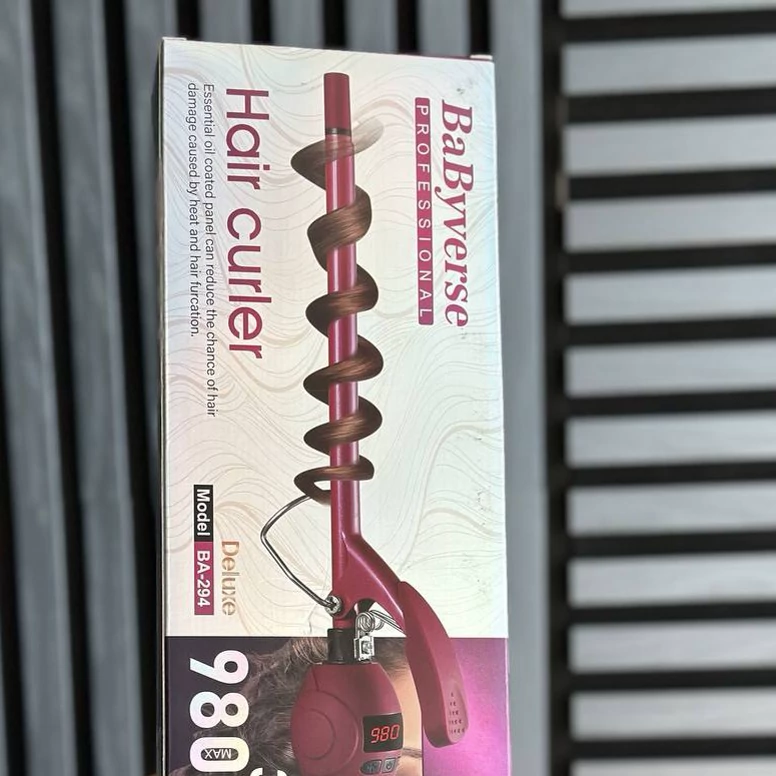 BaByverse
PROFESSIONAL
Hair curler
Essential oil coated panel can reduce the chance of hair
damage caused by heat and hair furcation.
Deluxe
Model BA-294
980
MAX
980